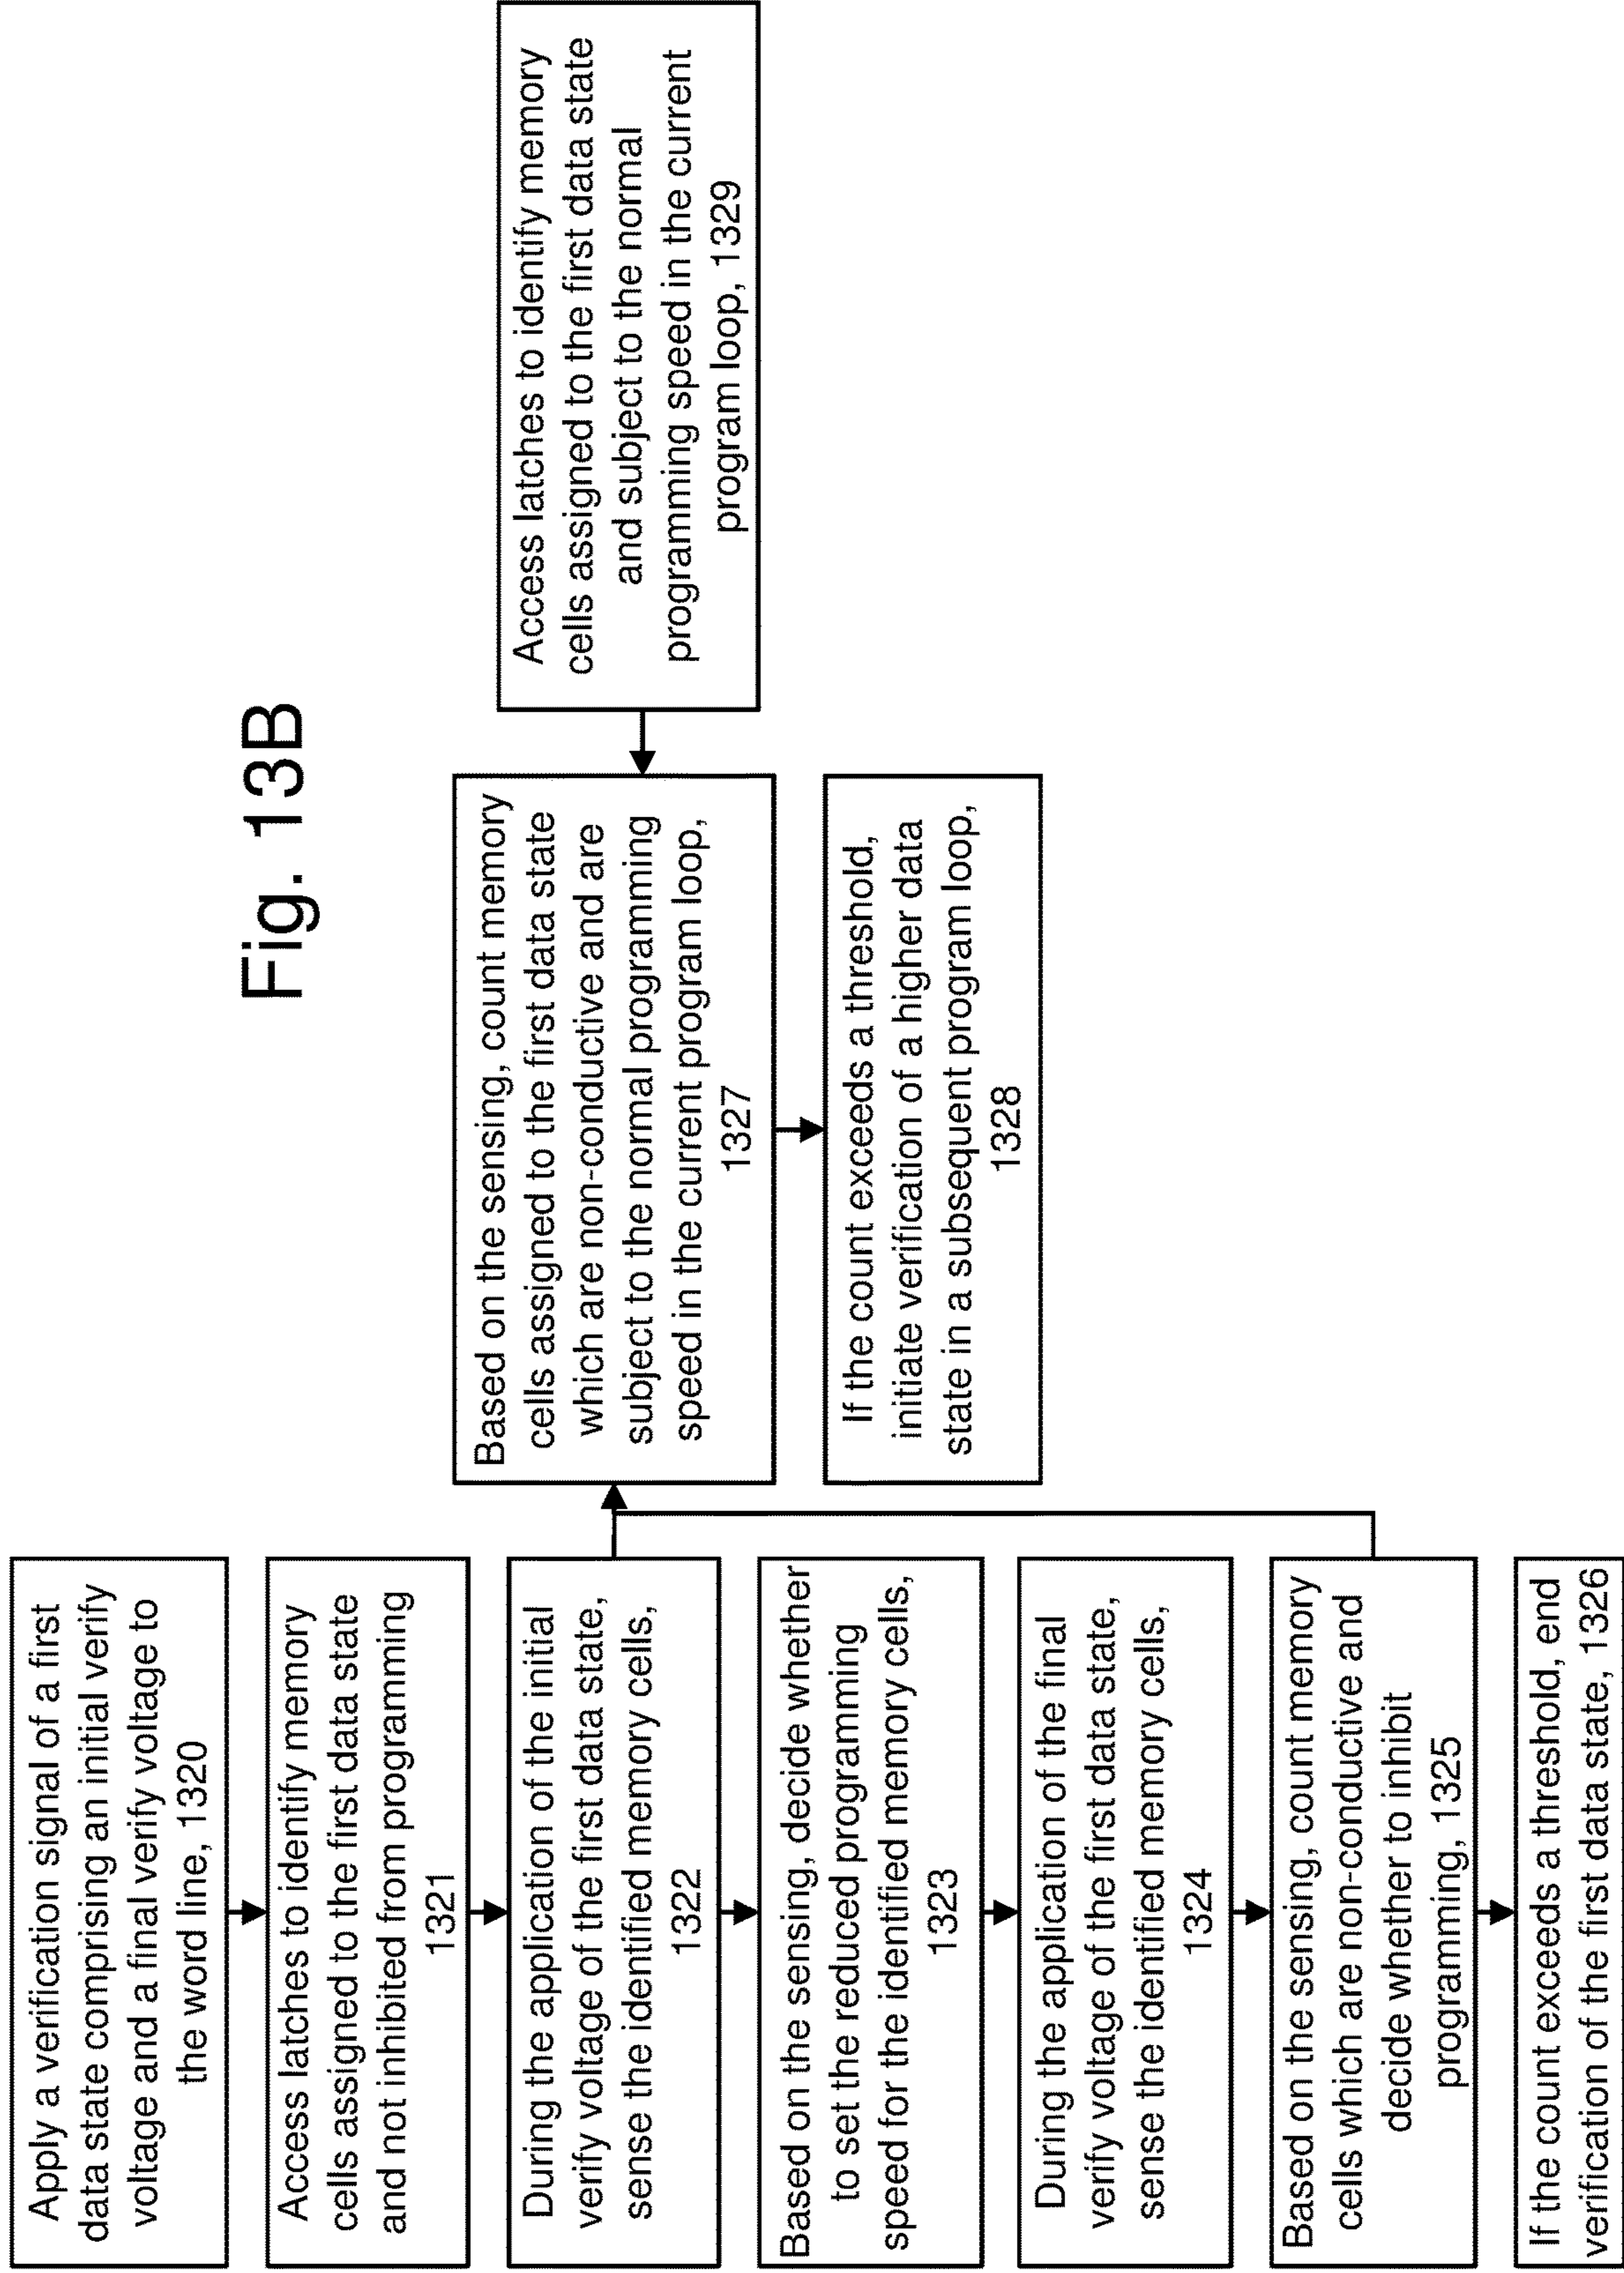 Fig. 13B
Apply a verification signal of a first
data state comprising an initial verify
voltage and a final verify voltage to
the word line, 1320
Access latches to identify memory
cells assigned to the first data state
and not inhibited from programming
1321
During the application of the initial
verify voltage of the first data state,
sense the identified memory cells,
1322
Based on the sensing, decide whether
to set the reduced programming
speed for the identified memory cells,
1323
During the application of the final
verify voltage of the first data state,
sense the identified memory cells,
1324
Based on the sensing, count memory
cells which are non-conductive and
decide whether to inhibit
programming, 1325
If the count exceeds a threshold, end
verification of the first data state, 1326
Based on the sensing, count memory
cells assigned to the first data state
which are non-conductive and are
subject to the normal programming
speed in the current program loop,
1327
If the count exceeds a threshold,
initiate verification of a higher data
state in a subsequent program loop,
1328
Access latches to identify memory
cells assigned to the first data state
and subject to the normal
programming speed in the current
program loop, 1329